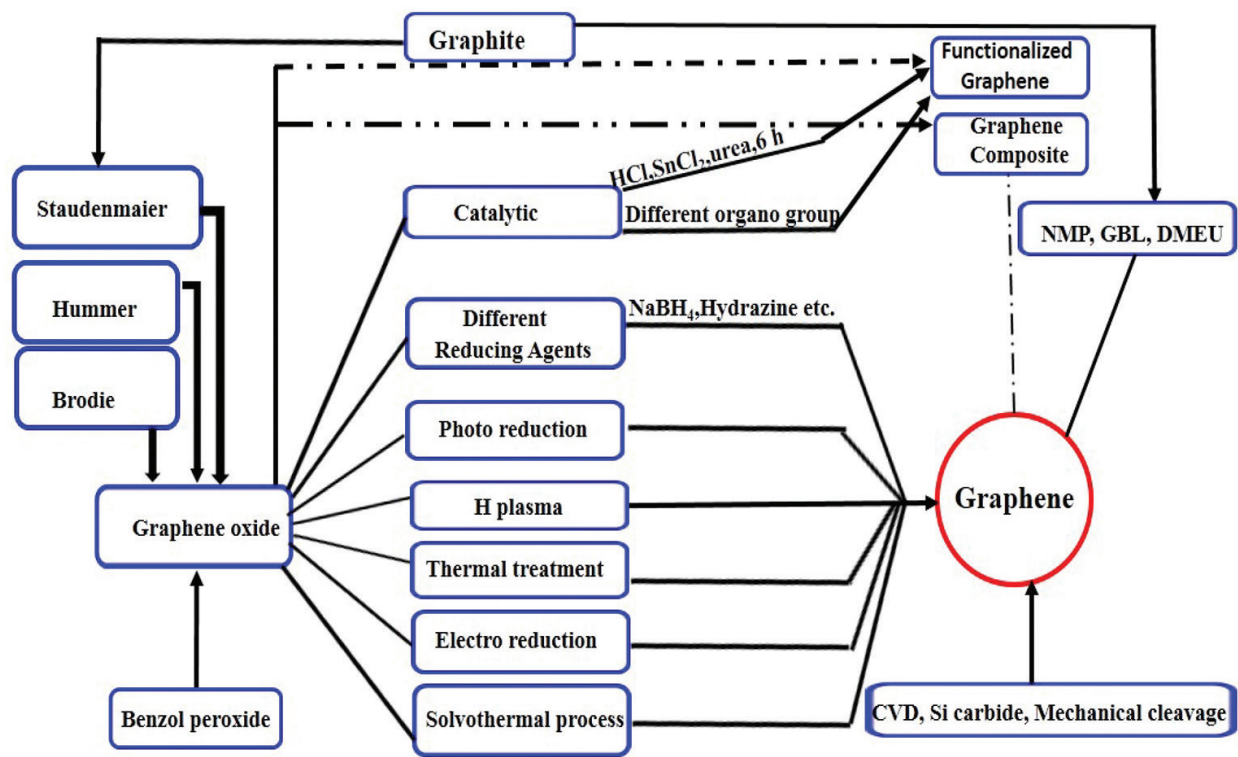 Graphite
Functionalized
Graphene
Graphene
Composite
HCl,SnCl₂,urea,6 h
Staudenmaier
Catalytic
Different organo group
NMP, GBL, DMEU
Hummer
Different
Reducing Agents
NaBH₄,Hydrazine etc.
Brodie
Photo reduction
H plasma
Graphene
Graphene oxide
Thermal treatment
Electro reduction
Benzol peroxide
Solvothermal process
CVD, Si carbide, Mechanical cleavage